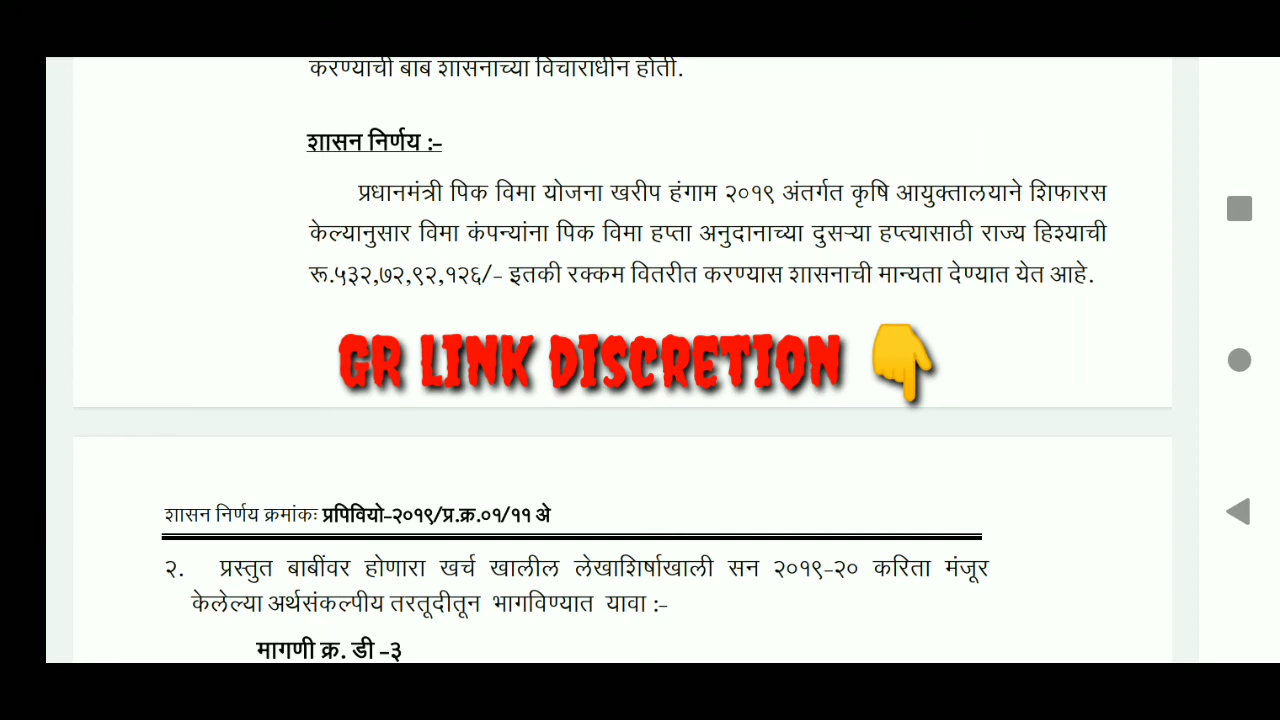 करण्याची बाब शासनाच्या विचाराधीन होती.
शासन निर्णय :-
प्रधानमंत्री पिक विमा योजना खरीप हंगाम २०१९ अंतर्गत कृषि आयुक्तालयाने शिफारस
केल्यानुसार विमा कंपन्यांना पिक विमा हप्ता अनुदानाच्या दुसऱ्या हप्त्यासाठी राज्य हिश्याची
रू.५३२,७२,९२,१२६/- इतकी रक्कम वितरीत करण्यास शासनाची मान्यता देण्यात येत आहे.
GR LINK DISCRETION 👇
शासन निर्णय क्रमांकः प्रपिवियो-२०१९/प्र.क्र.०१/११ अे
२. प्रस्तुत बाबींवर होणारा खर्च खालील लेखाशिर्षाखाली सन २०१९-२० करिता मंजूर
केलेल्या अर्थसंकल्पीय तरतूदीतून भागविण्यात यावा :-
मागणी क्र. डी -३